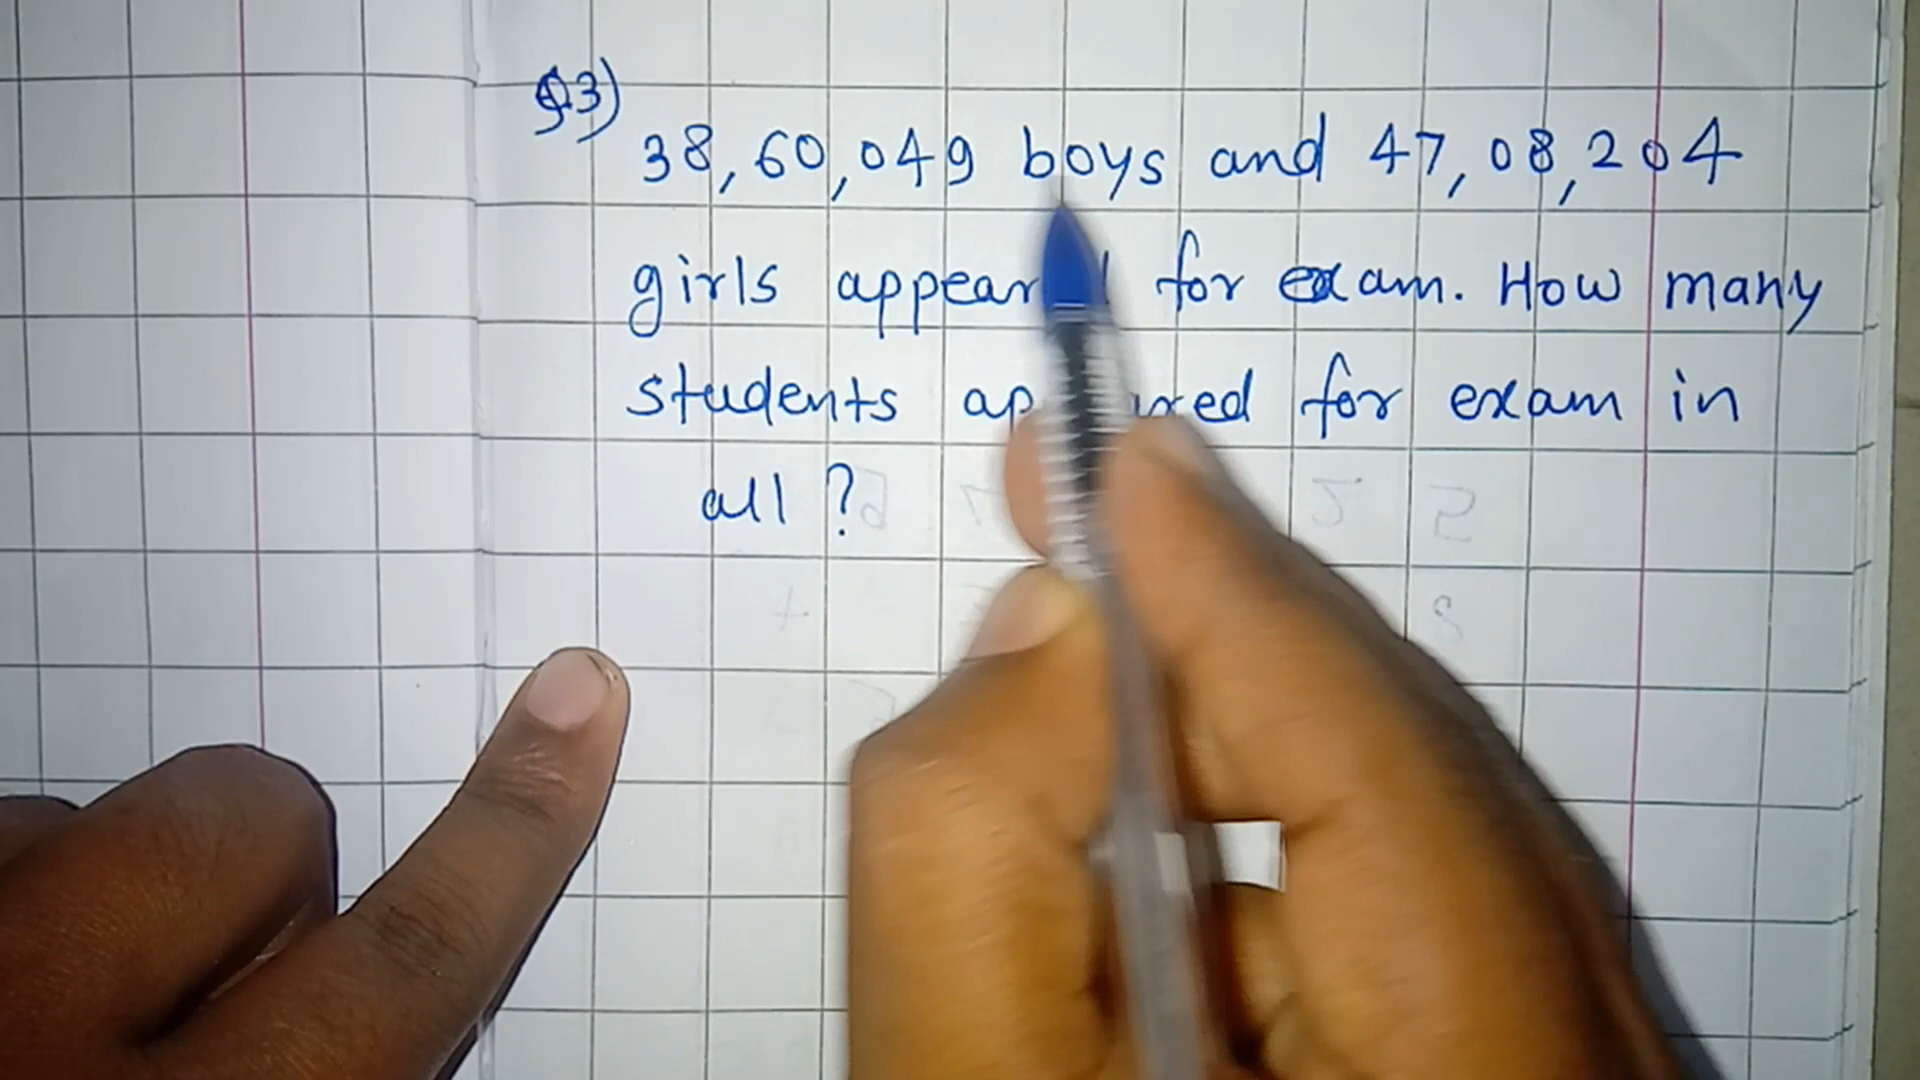 Q3)
38,60,049 boys and 47,08,204
girls for exam. How many
students for exam in
all ?